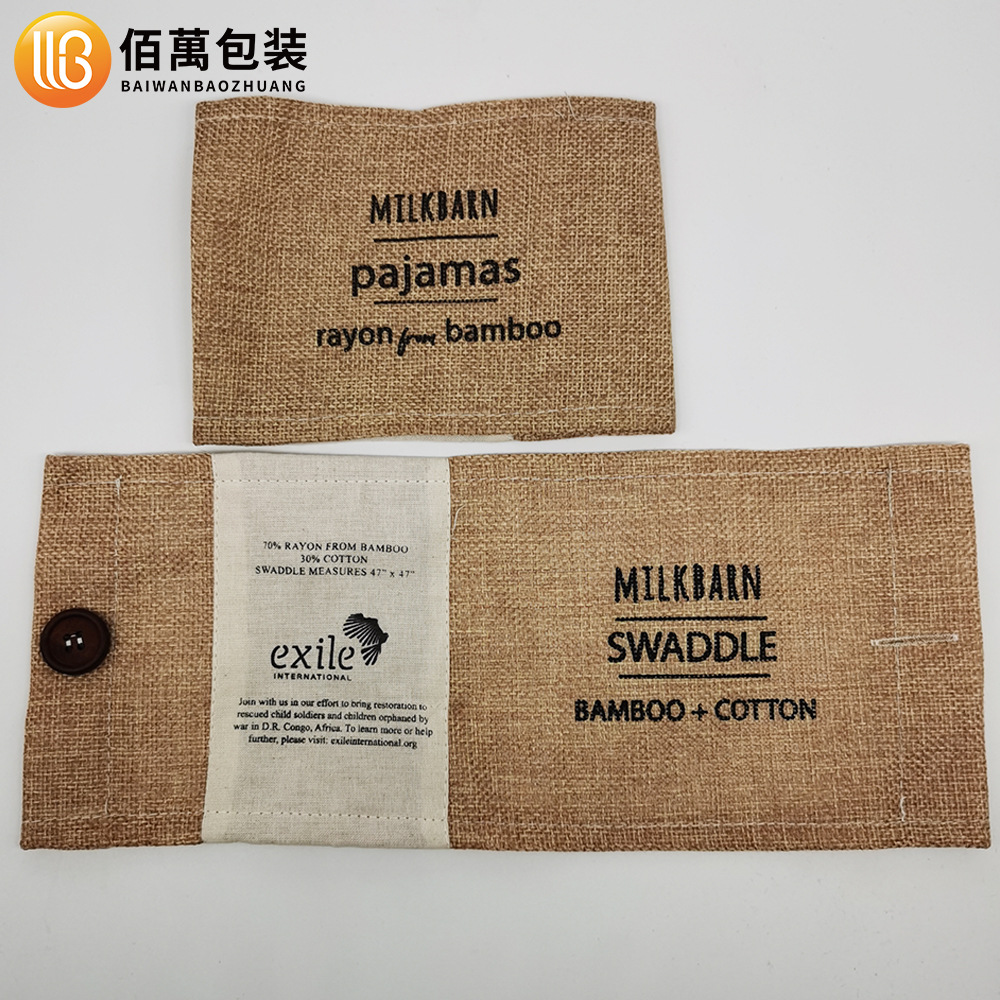 佰萬包装
BAIWANBAOZHUANG
MILKBARN
pajamas
rayon from bamboo
70% RAYON FROM BAMBOO
30% COTTON
SWADDLE MEASURES 47" x 47"
exile
INTERNATIONAL
Join with us in our effort to bring restoration to
rescued child soldiers and children orphaned by
war in D.R. Congo, Africa. To learn more or help
further, please visit: exileinternational.org
MILKBARN
SWADDLE
BAMBOO + COTTON